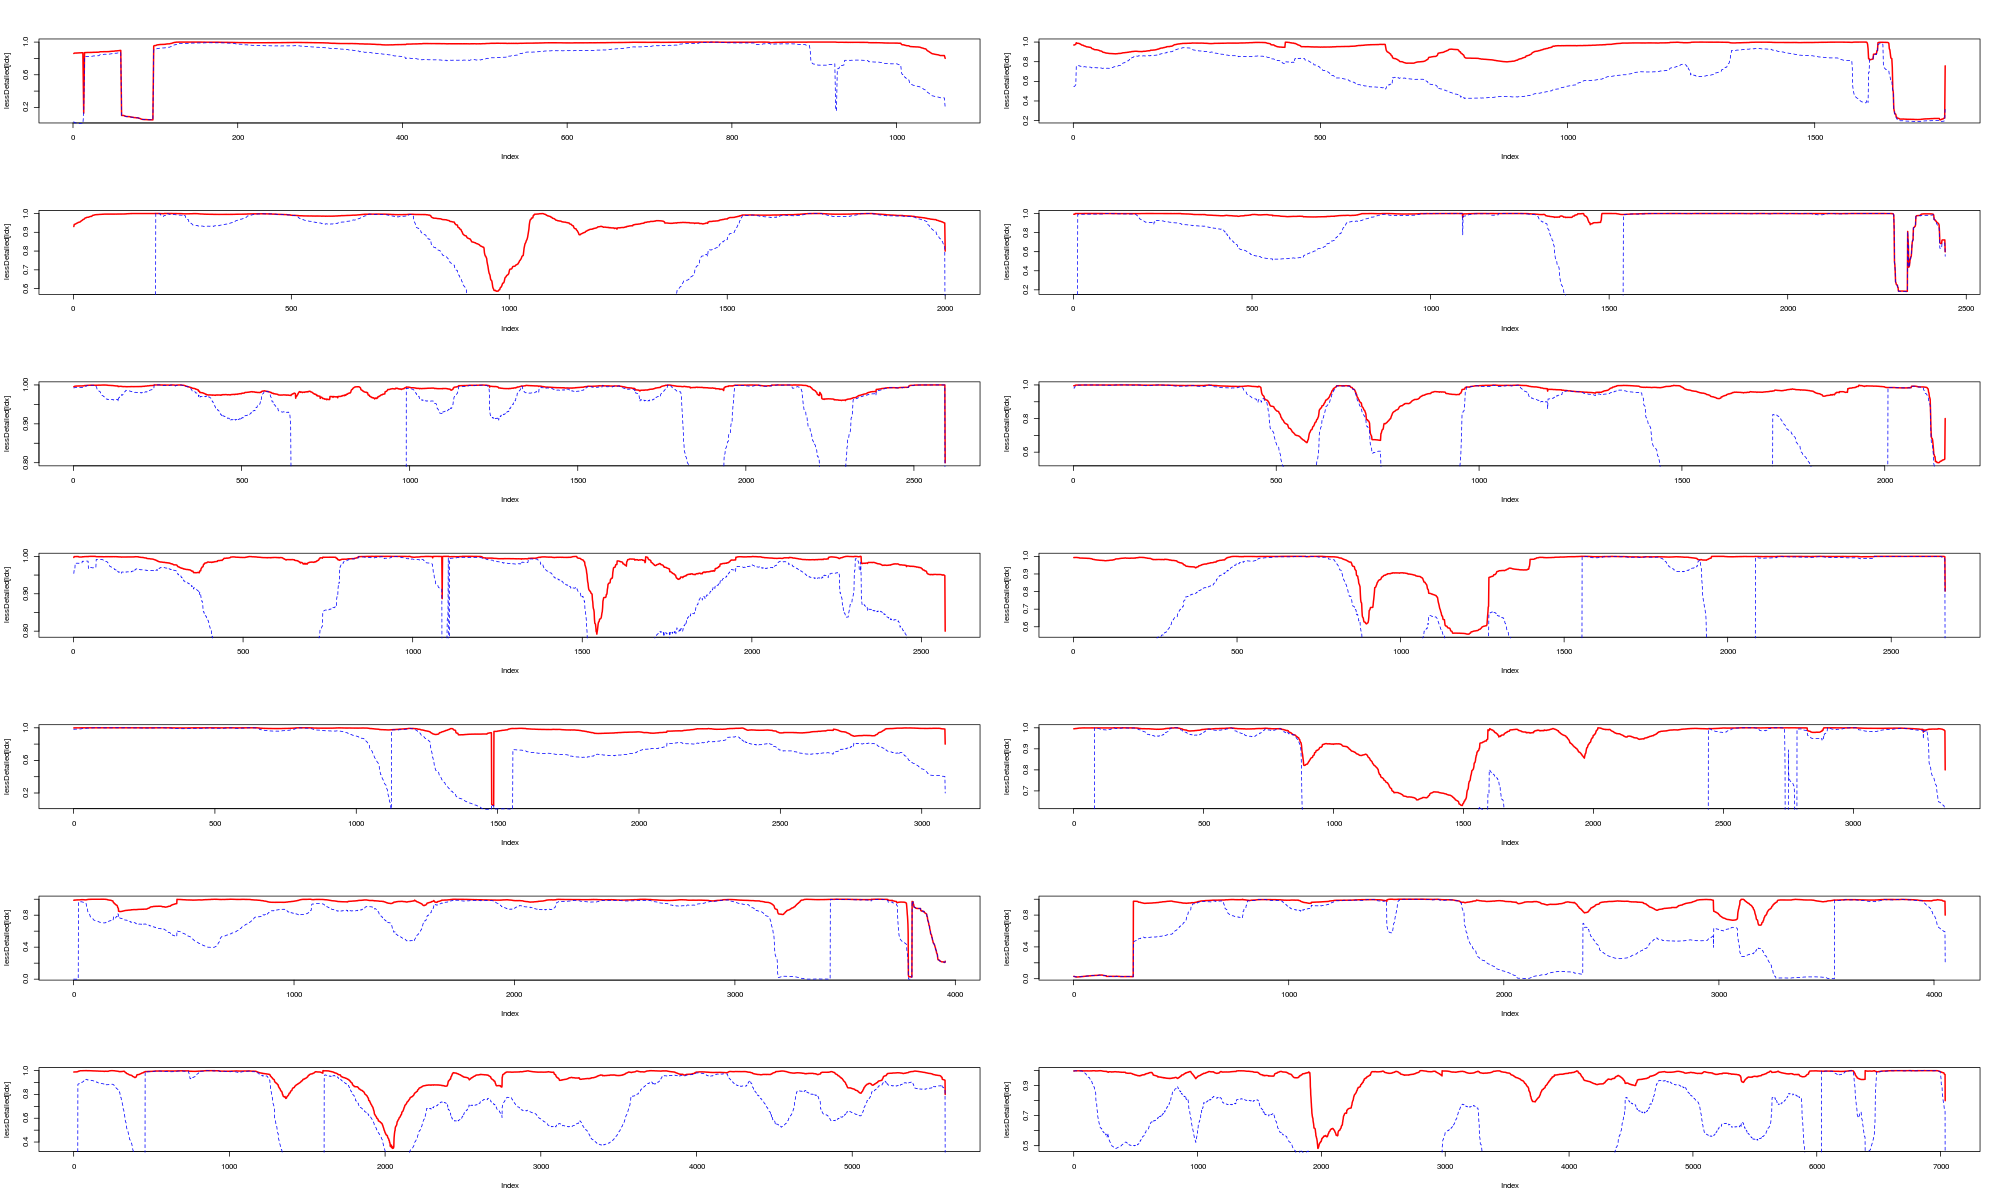 lessDetailed[idx]
0.2 0.6 1.0
0 200 400 600 800 1000
Index
lessDetailed[idx]
0.2 0.4 0.6 0.8 1.0
0 500 1000 1500
Index
lessDetailed[idx]
0.6 0.7 0.8 0.9 1.0
0 500 1000 1500 2000
Index
lessDetailed[idx]
0.2 0.4 0.6 0.8 1.0
0 500 1000 1500 2000 2500
Index
lessDetailed[idx]
0.80 0.90 1.00
0 500 1000 1500 2000 2500
Index
lessDetailed[idx]
0.6 0.8 1.0
0 500 1000 1500 2000
Index
lessDetailed[idx]
0.80 0.90 1.00
0 500 1000 1500 2000 2500
Index
lessDetailed[idx]
0.6 0.7 0.8 0.9 1.0
0 500 1000 1500 2000 2500
Index
lessDetailed[idx]
0.2 0.6 1.0
0 500 1000 1500 2000 2500 3000
Index
lessDetailed[idx]
0.7 0.8 0.9 1.0
0 500 1000 1500 2000 2500 3000
Index
lessDetailed[idx]
0.0 0.4 0.8
0 1000 2000 3000 4000
Index
lessDetailed[idx]
0.0 0.4 0.8
0 1000 2000 3000 4000
Index
lessDetailed[idx]
0.4 0.6 0.8 1.0
0 1000 2000 3000 4000 5000
Index
lessDetailed[idx]
0.5 0.7 0.9
0 1000 2000 3000 4000 5000 6000 7000
Index